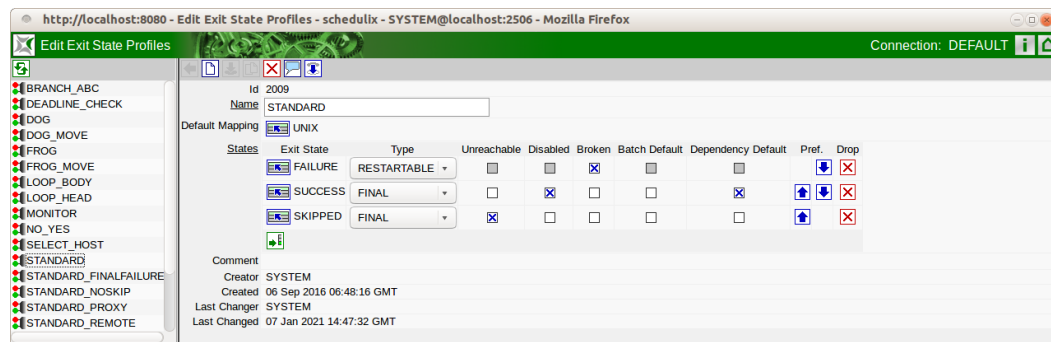 http://localhost:8080 - Edit Exit State Profiles - schedulix - SYSTEM@localhost:2506 - Mozilla Firefox
Edit Exit State Profiles
Connection: DEFAULT
BRANCH_ABC
DEADLINE_CHECK
DOG
DOG_MOVE
FROG
FROG_MOVE
LOOP_BODY
LOOP_HEAD
MONITOR
NO_YES
SELECT_HOST
STANDARD
STANDARD_FINALFAILURE
STANDARD_NOSKIP
STANDARD_PROXY
STANDARD_REMOTE
Id 2009
Name STANDARD
Default Mapping UNIX
States Exit State Type Unreachable Disabled Broken Batch Default Dependency Default Pref. Drop
FAILURE RESTARTABLE
SUCCESS FINAL
SKIPPED FINAL
Comment
Creator SYSTEM
Created 06 Sep 2016 06:48:16 GMT
Last Changer SYSTEM
Last Changed 07 Jan 2021 14:47:32 GMT